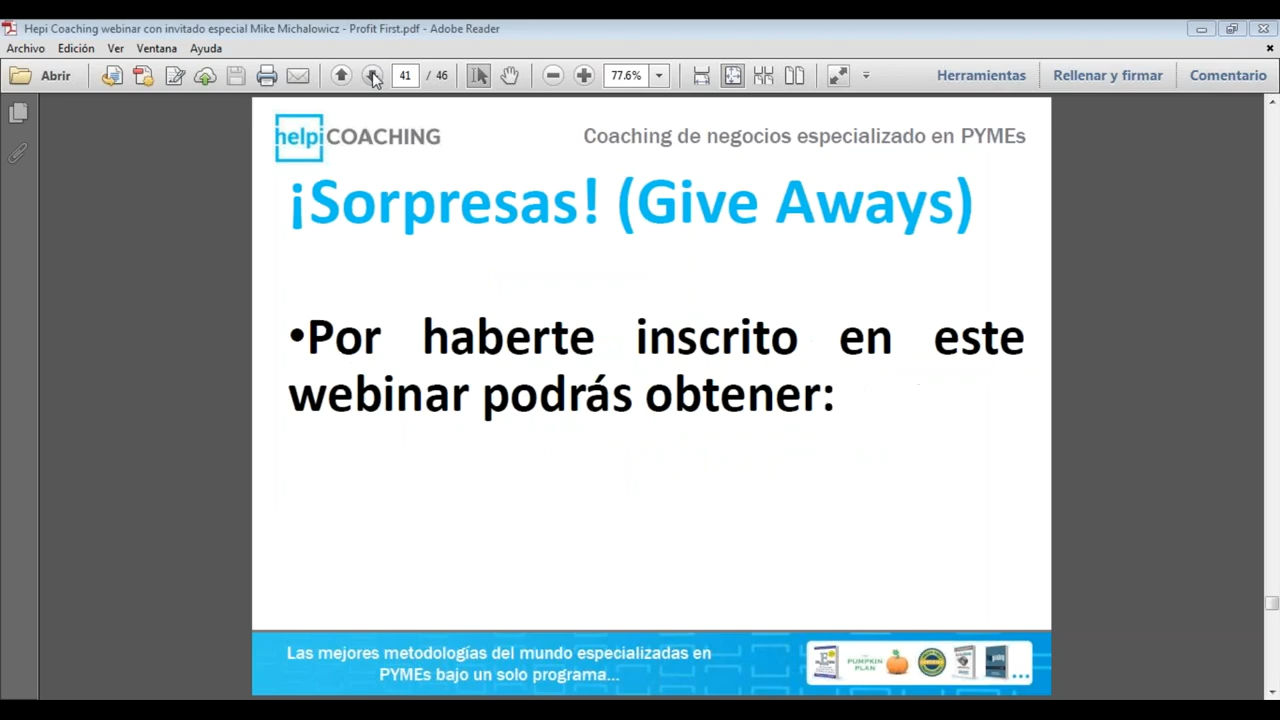 Hepi Coaching webinar con invitado especial Mike Michalowicz - Profit First.pdf - Adobe Reader
Archivo Edición Ver Ventana Ayuda
Abrir 41 / 46 77.6% Herramientas Rellenar y firmar Comentario
helpi COACHING Coaching de negocios especializado en PYMEs
¡Sorpresas! (Give Aways)
•Por haberte inscrito en este
webinar podrás obtener:
Las mejores metodologías del mundo especializadas en
PYMEs bajo un solo programa...
PUMPKIN
PLAN
...